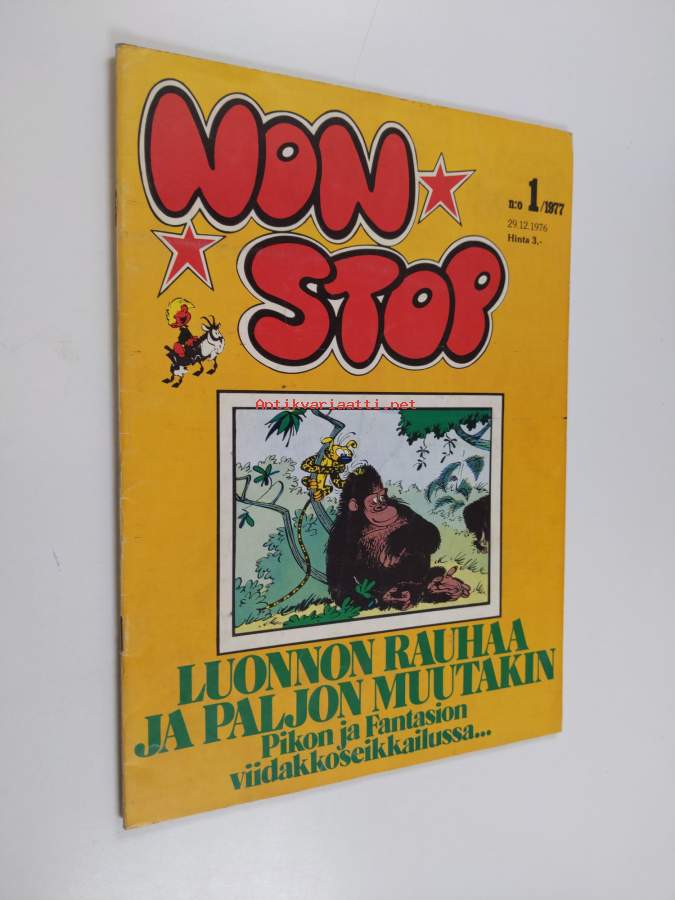 NON
STOP
n:o 1/1977
29.12.1976
Hinta 3,-
Antikvariaatti.net
LUONNON RAUHAA
JA PALJON MUUTAKIN
Pikon ja Fantasion
viidakkoseikkailussa...